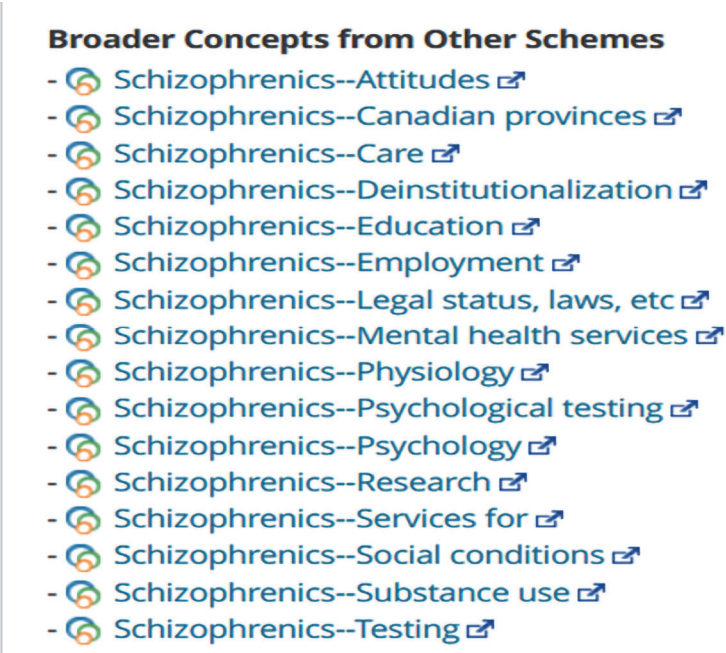 Broader Concepts from Other Schemes
- Schizophrenics--Attitudes
- Schizophrenics--Canadian provinces
- Schizophrenics--Care
- Schizophrenics--Deinstitutionalization
- Schizophrenics--Education
- Schizophrenics--Employment
- Schizophrenics--Legal status, laws, etc
- Schizophrenics--Mental health services
- Schizophrenics--Physiology
- Schizophrenics--Psychological testing
- Schizophrenics--Psychology
- Schizophrenics--Research
- Schizophrenics--Services for
- Schizophrenics--Social conditions
- Schizophrenics--Substance use
- Schizophrenics--Testing